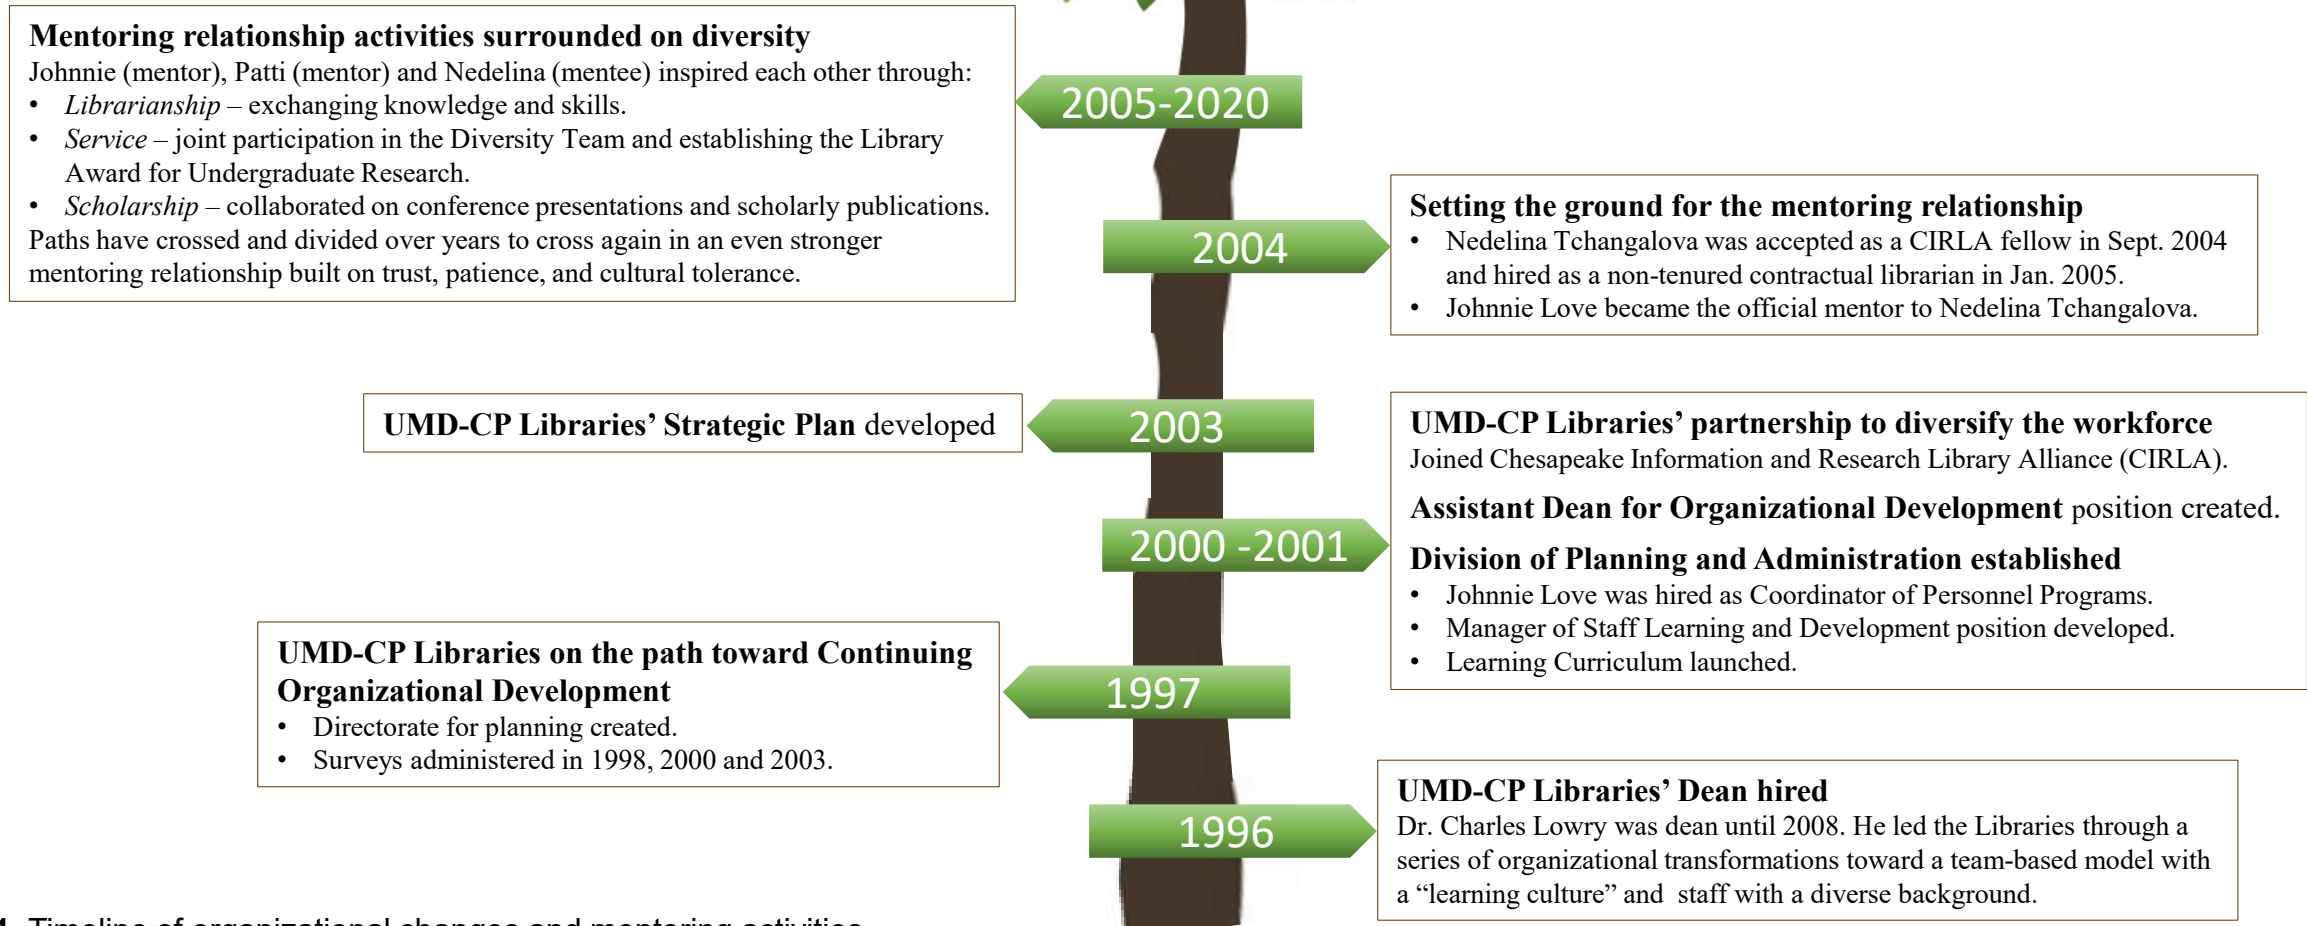 Mentoring relationship activities surrounded on diversity
Johnnie (mentor), Patti (mentor) and Nedelina (mentee) inspired each other through:
• Librarianship – exchanging knowledge and skills.
• Service – joint participation in the Diversity Team and establishing the Library
Award for Undergraduate Research.
• Scholarship – collaborated on conference presentations and scholarly publications.
Paths have crossed and divided over years to cross again in an even stronger
mentoring relationship built on trust, patience, and cultural tolerance.
2005-2020
2004
Setting the ground for the mentoring relationship
• Nedelina Tchangalova was accepted as a CIRLA fellow in Sept. 2004
and hired as a non-tenured contractual librarian in Jan. 2005.
• Johnnie Love became the official mentor to Nedelina Tchangalova.
UMD-CP Libraries’ Strategic Plan developed
2003
2000 -2001
UMD-CP Libraries’ partnership to diversify the workforce
Joined Chesapeake Information and Research Library Alliance (CIRLA).
Assistant Dean for Organizational Development position created.
Division of Planning and Administration established
• Johnnie Love was hired as Coordinator of Personnel Programs.
• Manager of Staff Learning and Development position developed.
• Learning Curriculum launched.
UMD-CP Libraries on the path toward Continuing
Organizational Development
• Directorate for planning created.
• Surveys administered in 1998, 2000 and 2003.
1997
1996
UMD-CP Libraries’ Dean hired
Dr. Charles Lowry was dean until 2008. He led the Libraries through a
series of organizational transformations toward a team-based model with
a “learning culture” and staff with a diverse background.
Timeline of organizational changes and mentoring activities